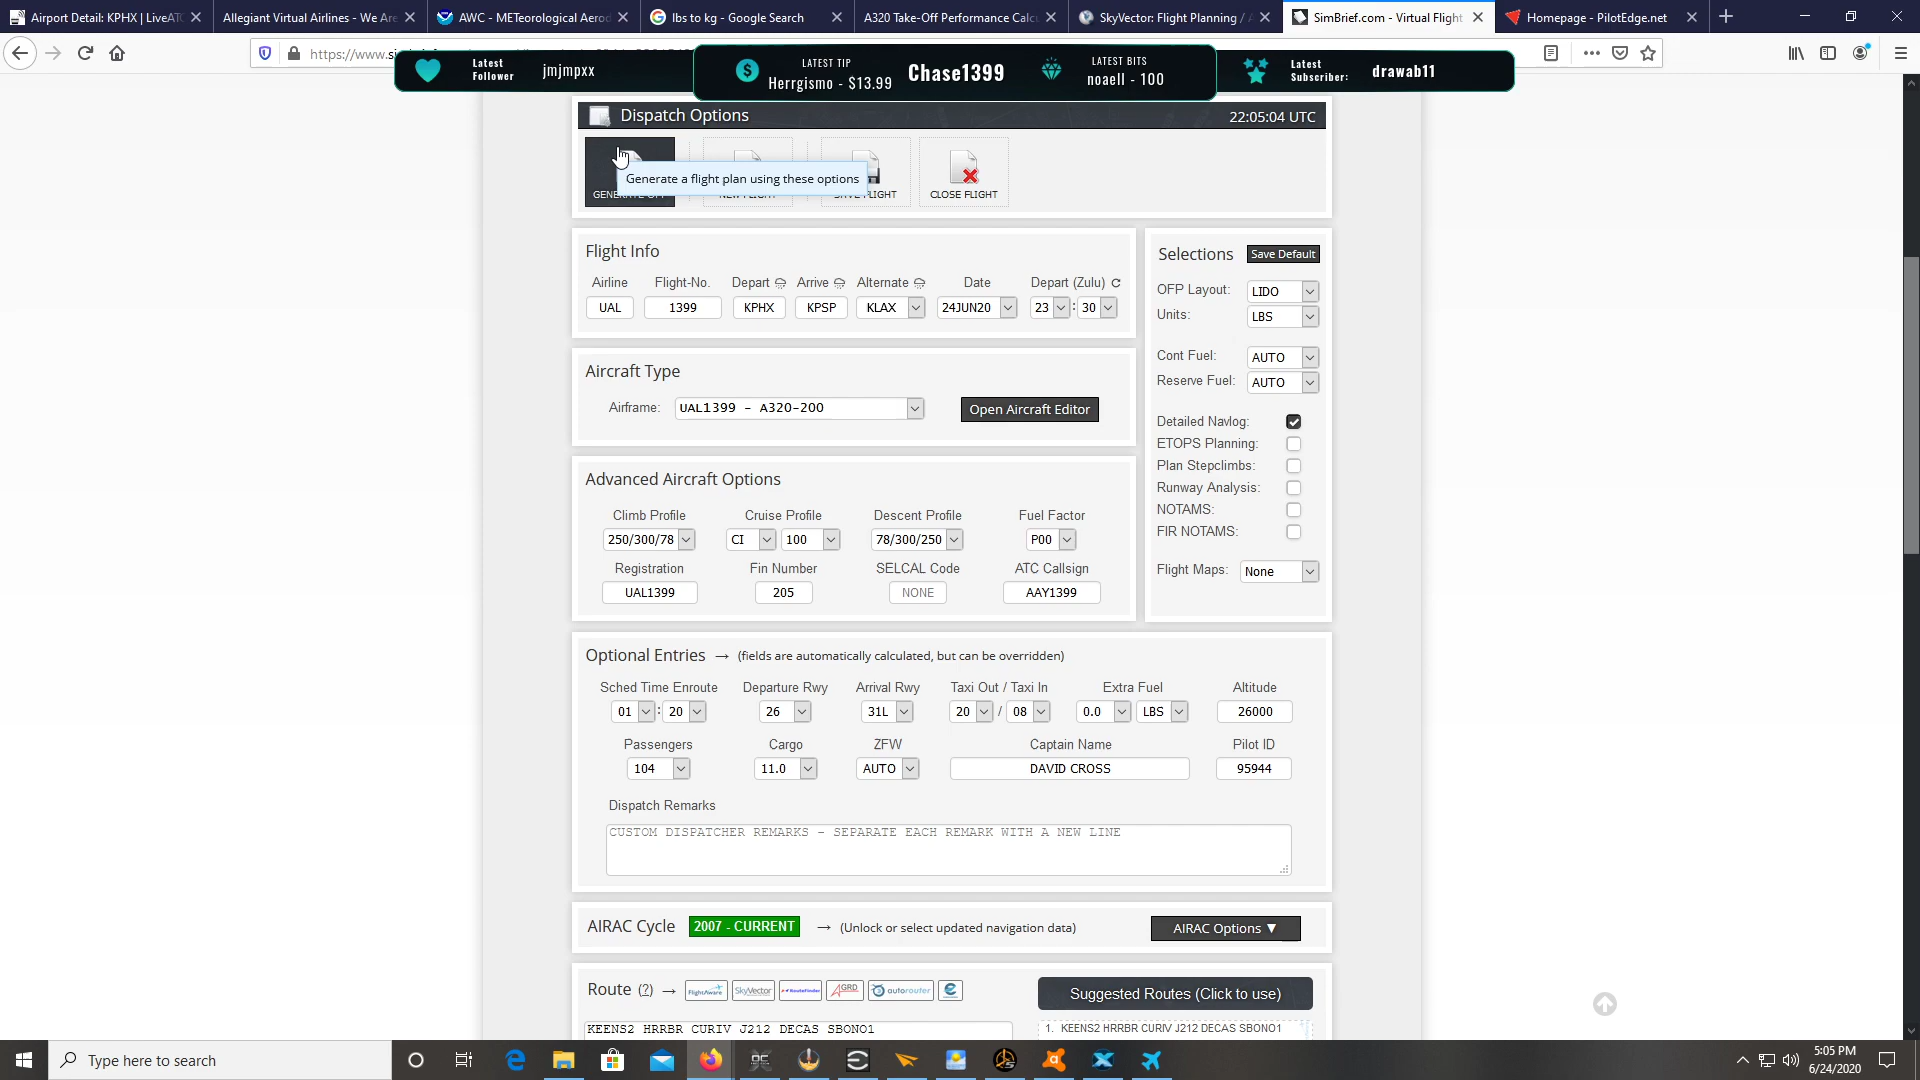 Airport Detail: KPHX | LiveATC
Allegiant Virtual Airlines - We Are
AWC - METeorological Aerod
lbs to kg - Google Search
A320 Take-Off Performance Calc
SkyVector: Flight Planning / A
SimBrief.com - Virtual Flight
Homepage - PilotEdge.net
https://www.si
Latest Follower
jmjmpxx
LATEST TIP
Herrgismo - $13.99
Chase1399
LATEST BITS
noaell - 100
Latest Subscriber:
drawab11
Dispatch Options
22:05:04 UTC
Generate a flight plan using these options
CLOSE FLIGHT
Flight Info
Airline Flight-No. Depart Arrive Alternate Date Depart (Zulu)
UAL 1399 KPHX KPSP KLAX 24JUN20 23 : 30
Selections Save Default
OFP Layout: LIDO
Units: LBS
Cont Fuel: AUTO
Reserve Fuel: AUTO
Detailed Navlog:
ETOPS Planning:
Plan Stepclimbs:
Runway Analysis:
NOTAMS:
FIR NOTAMS:
Flight Maps: None
Aircraft Type
Airframe: UAL1399 - A320-200 Open Aircraft Editor
Advanced Aircraft Options
Climb Profile Cruise Profile Descent Profile Fuel Factor
250/300/78 CI 100 78/300/250 P00
Registration Fin Number SELCAL Code ATC Callsign
UAL1399 205 NONE AAY1399
Optional Entries → (fields are automatically calculated, but can be overridden)
Sched Time Enroute Departure Rwy Arrival Rwy Taxi Out / Taxi In Extra Fuel Altitude
01 : 20 26 31L 20 / 08 0.0 LBS 26000
Passengers Cargo ZFW Captain Name Pilot ID
104 11.0 AUTO DAVID CROSS 95944
Dispatch Remarks
CUSTOM DISPATCHER REMARKS - SEPARATE EACH REMARK WITH A NEW LINE
AIRAC Cycle 2007 - CURRENT → (Unlock or select updated navigation data) AIRAC Options ▼
Route (?) → FlightAware SkyVector RouteFinder GRD autorouter
Suggested Routes (Click to use)
KEENS2 HRRBR CURIV J212 DECAS SBONO1
1. KEENS2 HRRBR CURIV J212 DECAS SBONO1
Type here to search
5:05 PM
6/24/2020